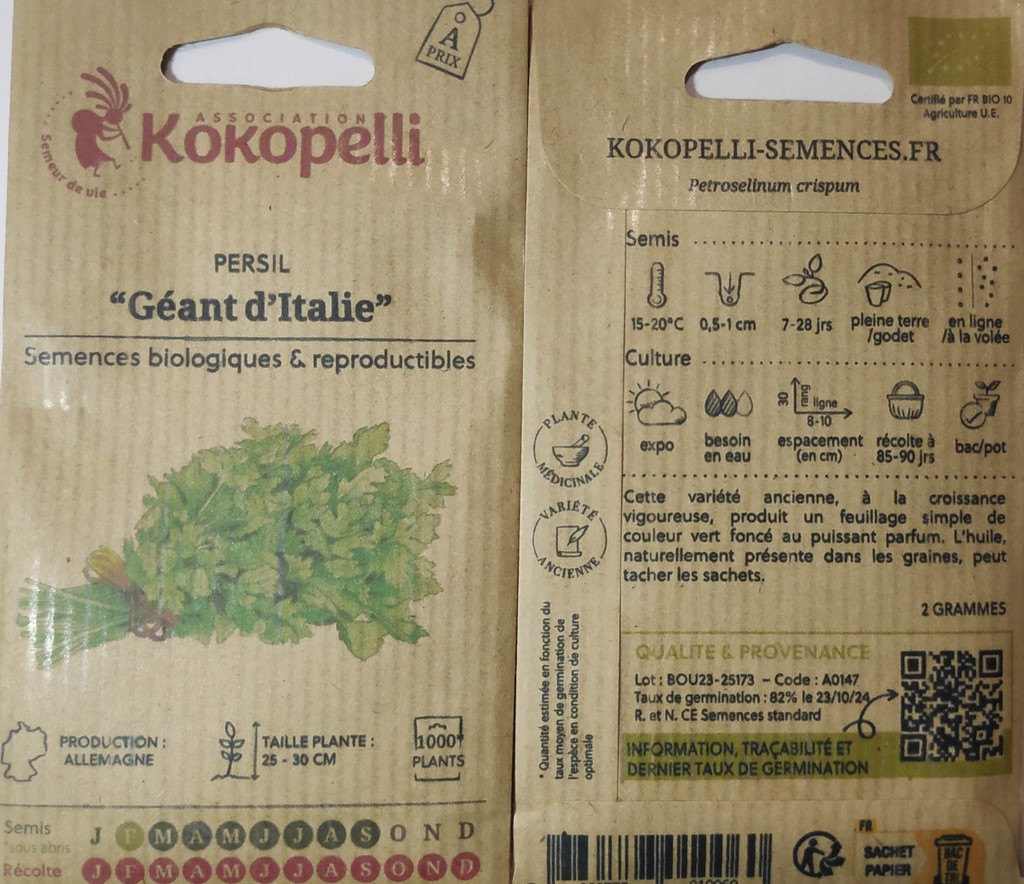 A
PRIX
ASSOCIATION
Kokopelli
Semeur de vie
PERSIL
“Géant d’Italie”
Semences biologiques & reproductibles
PRODUCTION :
ALLEMAGNE
TAILLE PLANTE :
25 - 30 CM
1000*
PLANTS
Semis
*sous abris
J F M A M J J A S O N D
Récolte
J F M A M J J A S O N D
Certifié par FR BIO 10
Agriculture U.E.
KOKOPELLI-SEMENCES.FR
Petroselinum crispum
Semis
15-20°C
0,5-1 cm
7-28 jrs
pleine terre
/godet
en ligne
/à la volée
Culture
expo
besoin
en eau
30
rang
ligne
8-10
espacement
(en cm)
récolte à
85-90 jrs
bac/pot
PLANTE
MÉDICINALE
VARIÉTÉ
ANCIENNE
Cette variété ancienne, à la croissance
vigoureuse, produit un feuillage simple de
couleur vert foncé au puissant parfum. L’huile,
naturellement présente dans les graines, peut
tacher les sachets.
2 GRAMMES
* Quantité estimée en fonction du
taux moyen de germination de
l’espèce en condition de culture
optimale
QUALITE & PROVENANCE
Lot : BOU23-25173 – Code : A0147
Taux de germination : 82% le 23/10/24
R. et N. CE Semences standard
INFORMATION, TRAÇABILITÉ ET
DERNIER TAUX DE GERMINATION
FR
SACHET
PAPIER
BAC
DE
TRI